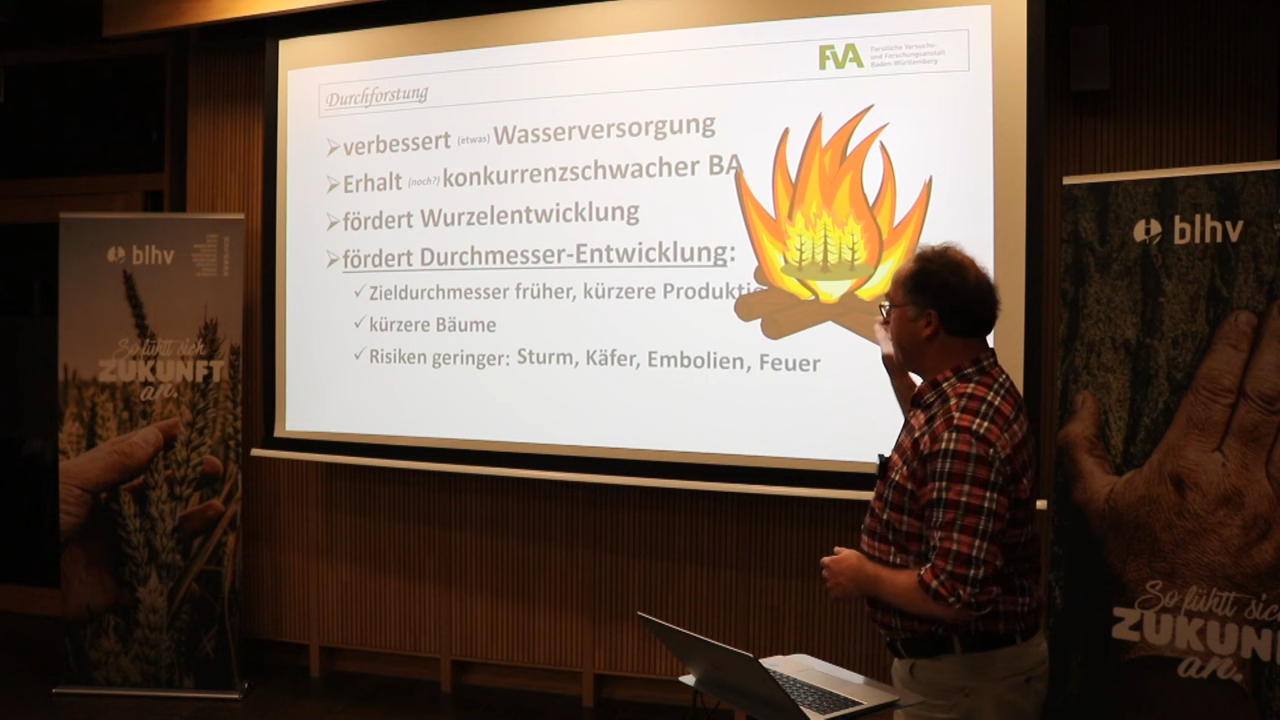 FVA
Forstliche Versuchs-
und Forschungsanstalt
Baden-Württemberg
Durchforstung
verbessert (etwas) Wasserversorgung
Erhalt (noch?) konkurrenzschwacher BA
fördert Wurzelentwicklung
fördert Durchmesser-Entwicklung:
Zieldurchmesser früher, kürzere Produkti
kürzere Bäume
Risiken geringer: Sturm, Käfer, Embolien, Feuer
blhv
So fühlt sich
ZUKUNFT
an.
blhv
So fühlt sic
ZUKUN
an.